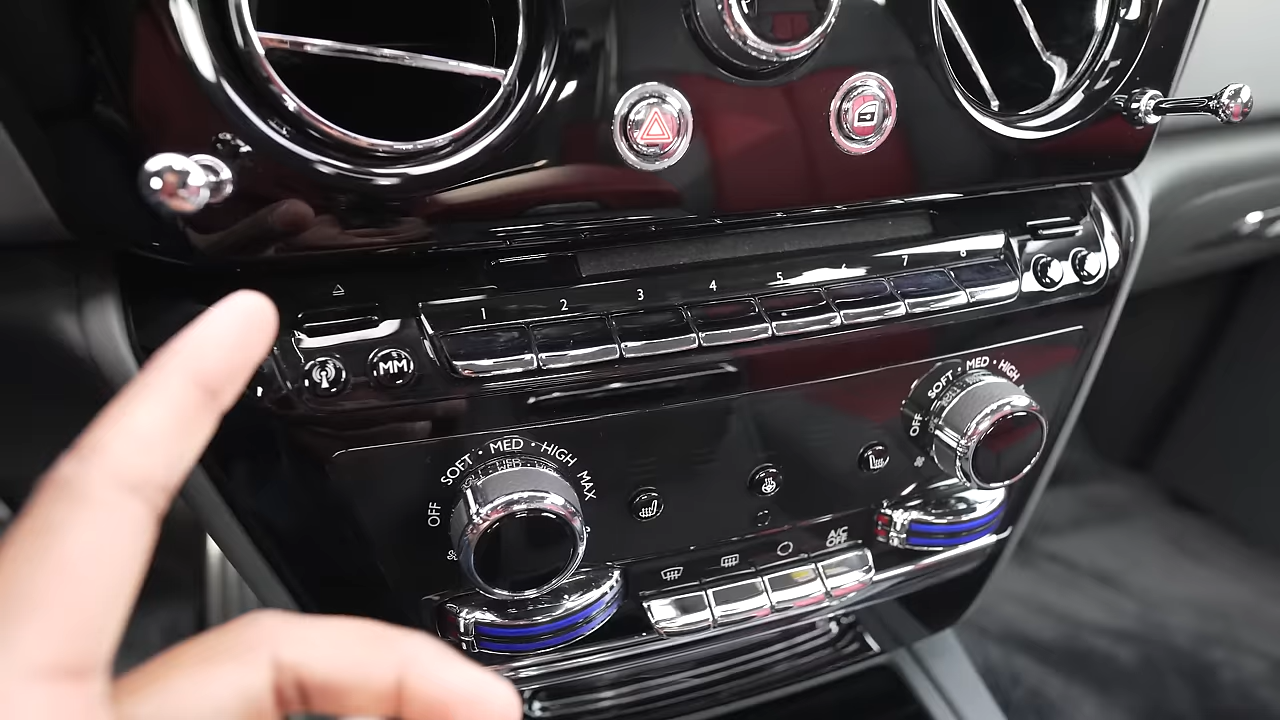 1 2 3 4 5 6 7 8
MM
OFF SOFT • MED • HIGH MAX
OFF SOFT • MED • HIGH
A/C
OFF